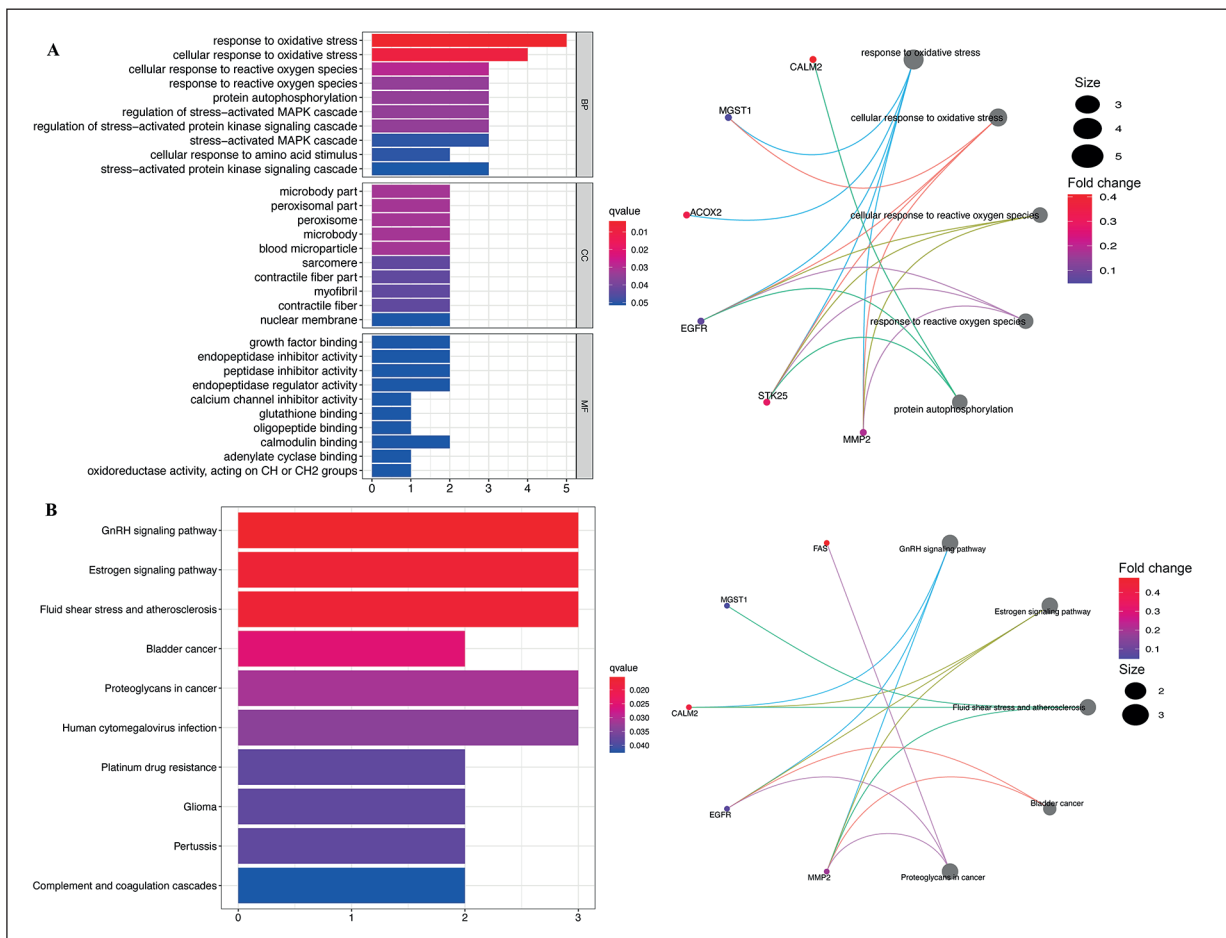 A
response to oxidative stress
cellular response to oxidative stress
cellular response to reactive oxygen species
response to reactive oxygen species
protein autophosphorylation
regulation of stress−activated MAPK cascade
regulation of stress−activated protein kinase signaling cascade
stress−activated MAPK cascade
cellular response to amino acid stimulus
stress−activated protein kinase signaling cascade
BP
microbody part
peroxisomal part
peroxisome
microbody
blood microparticle
sarcomere
contractile fiber part
myofibril
contractile fiber
nuclear membrane
CC
growth factor binding
endopeptidase inhibitor activity
peptidase inhibitor activity
endopeptidase regulator activity
calcium channel inhibitor activity
glutathione binding
oligopeptide binding
calmodulin binding
adenylate cyclase binding
oxidoreductase activity, acting on CH or CH2 groups
MF
0 1 2 3 4 5
qvalue
0.01
0.02
0.03
0.04
0.05
response to oxidative stress
CALM2
MGST1
cellular response to oxidative stress
ACOX2
cellular response to reactive oxygen species
EGFR
response to reactive oxygen species
STK25
protein autophosphorylation
MMP2
Size
3
4
5
Fold change
0.4
0.3
0.2
0.1
B
GnRH signaling pathway
Estrogen signaling pathway
Fluid shear stress and atherosclerosis
Bladder cancer
Proteoglycans in cancer
Human cytomegalovirus infection
Platinum drug resistance
Glioma
Pertussis
Complement and coagulation cascades
0 1 2 3
qvalue
0.020
0.025
0.030
0.035
0.040
FAS
GnRH signaling pathway
MGST1
Estrogen signaling pathway
CALM2
Fluid shear stress and atherosclerosis
EGFR
Bladder cancer
MMP2
Proteoglycans in cancer
Fold change
0.4
0.3
0.2
0.1
Size
2
3